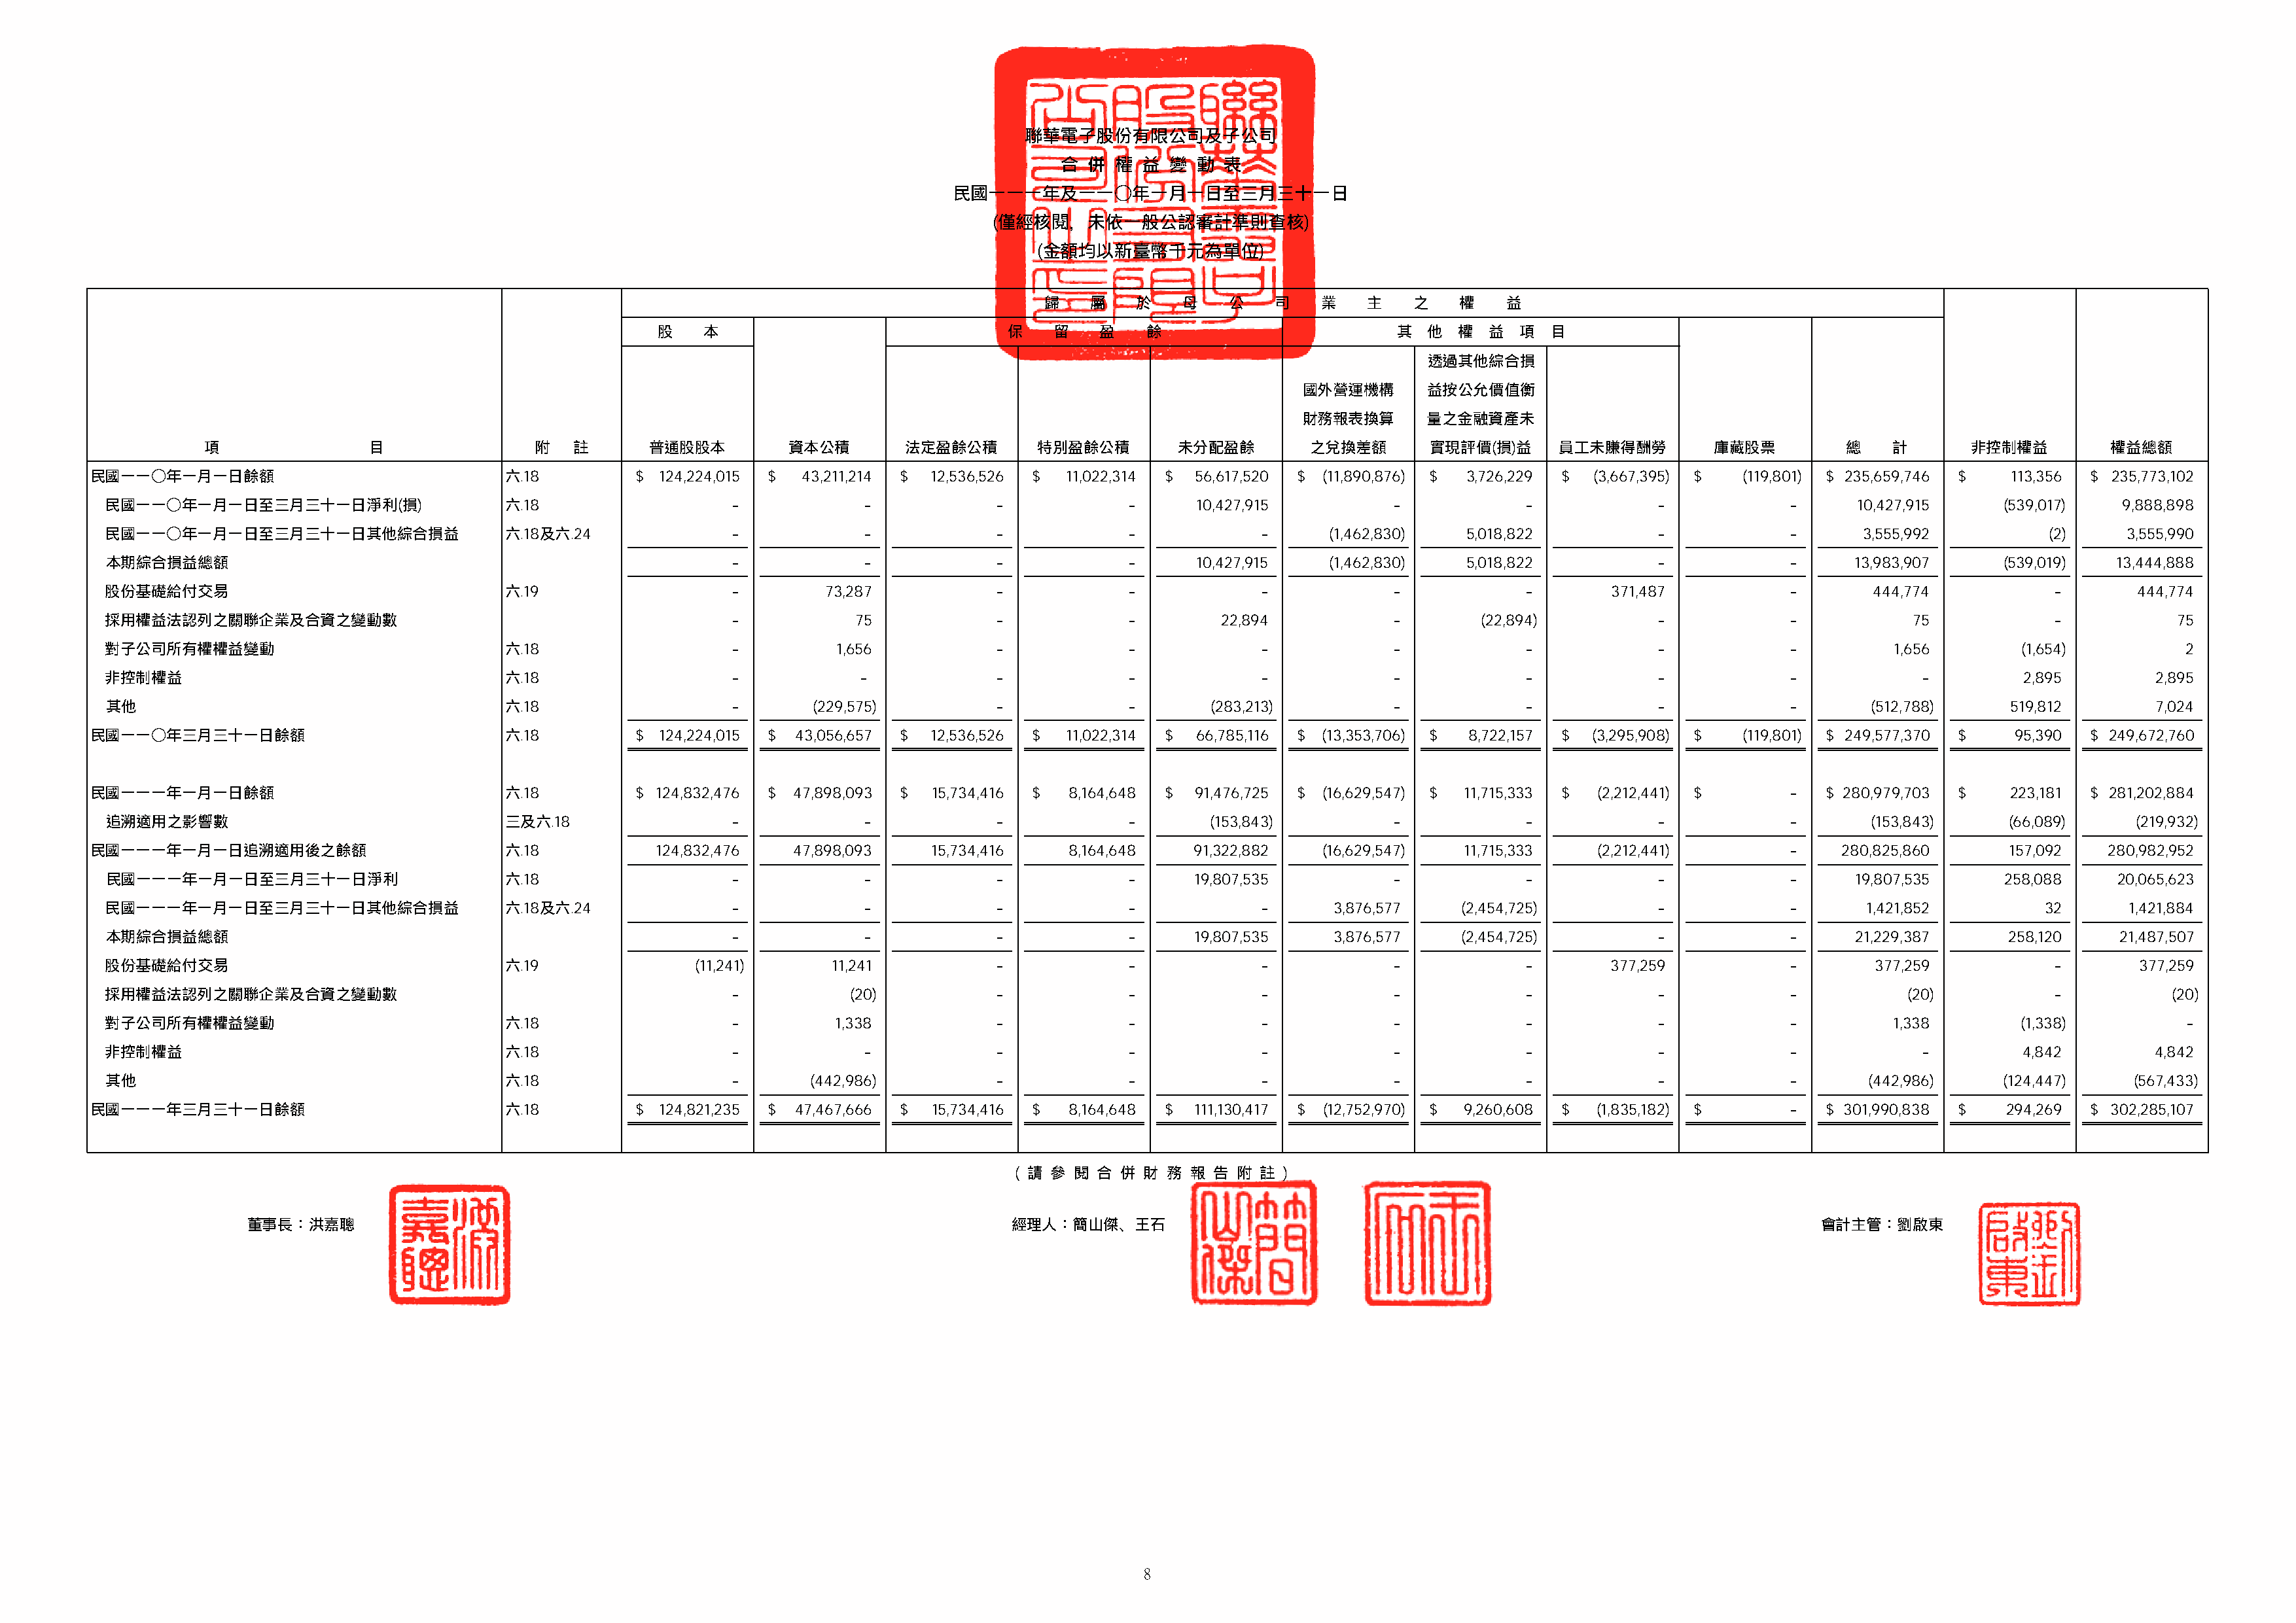 聯華電子股份有限公司及子公司
合併權益變動表
民國一一一年及一一〇年一月一日至三月三十一日
(僅經核閱，未依一般公認審計準則查核)
(金額均以新臺幣千元為單位)
歸屬於母公司業主之權益
股本 保留盈餘 其他權益項目
透過其他綜合損
國外營運機構 益按公允價值衡
財務報表換算 量之金融資產未
項目 附註 普通股股本 資本公積 法定盈餘公積 特別盈餘公積 未分配盈餘 之兌換差額 實現評價(損)益 員工未賺得酬勞 庫藏股票 總計 非控制權益 權益總額
民國一一〇年一月一日餘額 六.18 $ 124,224,015 $ 43,211,214 $ 12,536,526 $ 11,022,314 $ 56,617,520 $ (11,890,876) $ 3,726,229 $ (3,667,395) $ (119,801) $ 235,659,746 $ 113,356 $ 235,773,102
民國一一〇年一月一日至三月三十一日淨利(損) 六.18 - - - - 10,427,915 - - - - 10,427,915 (539,017) 9,888,898
民國一一〇年一月一日至三月三十一日其他綜合損益 六.18及六.24 - - - - - (1,462,830) 5,018,822 - - 3,555,992 (2) 3,555,990
本期綜合損益總額 - - - - 10,427,915 (1,462,830) 5,018,822 - - 13,983,907 (539,019) 13,444,888
股份基礎給付交易 六.19 - 73,287 - - - - - 371,487 - 444,774 - 444,774
採用權益法認列之關聯企業及合資之變動數 - 75 - - 22,894 - (22,894) - - 75 - 75
對子公司所有權權益變動 六.18 - 1,656 - - - - - - - 1,656 (1,654) 2
非控制權益 六.18 - - - - - - - - - - 2,895 2,895
其他 六.18 - (229,575) - - (283,213) - - - - (512,788) 519,812 7,024
民國一一〇年三月三十一日餘額 六.18 $ 124,224,015 $ 43,056,657 $ 12,536,526 $ 11,022,314 $ 66,785,116 $ (13,353,706) $ 8,722,157 $ (3,295,908) $ (119,801) $ 249,577,370 $ 95,390 $ 249,672,760
民國一一一年一月一日餘額 六.18 $ 124,832,476 $ 47,898,093 $ 15,734,416 $ 8,164,648 $ 91,476,725 $ (16,629,547) $ 11,715,333 $ (2,212,441) $ - $ 280,979,703 $ 223,181 $ 281,202,884
追溯適用之影響數 三及六.18 - - - - (153,843) - - - - (153,843) (66,089) (219,932)
民國一一一年一月一日追溯適用後之餘額 六.18 124,832,476 47,898,093 15,734,416 8,164,648 91,322,882 (16,629,547) 11,715,333 (2,212,441) - 280,825,860 157,092 280,982,952
民國一一一年一月一日至三月三十一日淨利 六.18 - - - - 19,807,535 - - - - 19,807,535 258,088 20,065,623
民國一一一年一月一日至三月三十一日其他綜合損益 六.18及六.24 - - - - - 3,876,577 (2,454,725) - - 1,421,852 32 1,421,884
本期綜合損益總額 - - - - 19,807,535 3,876,577 (2,454,725) - - 21,229,387 258,120 21,487,507
股份基礎給付交易 六.19 (11,241) 11,241 - - - - - 377,259 - 377,259 - 377,259
採用權益法認列之關聯企業及合資之變動數 - (20) - - - - - - - (20) - (20)
對子公司所有權權益變動 六.18 - 1,338 - - - - - - - 1,338 (1,338) -
非控制權益 六.18 - - - - - - - - - - 4,842 4,842
其他 六.18 - (442,986) - - - - - - - (442,986) (124,447) (567,433)
民國一一一年三月三十一日餘額 六.18 $ 124,821,235 $ 47,467,666 $ 15,734,416 $ 8,164,648 $ 111,130,417 $ (12,752,970) $ 9,260,608 $ (1,835,182) $ - $ 301,990,838 $ 294,269 $ 302,285,107
(請參閱合併財務報告附註)
董事長：洪嘉聰 經理人：簡山傑、王石 會計主管：劉啟東
8